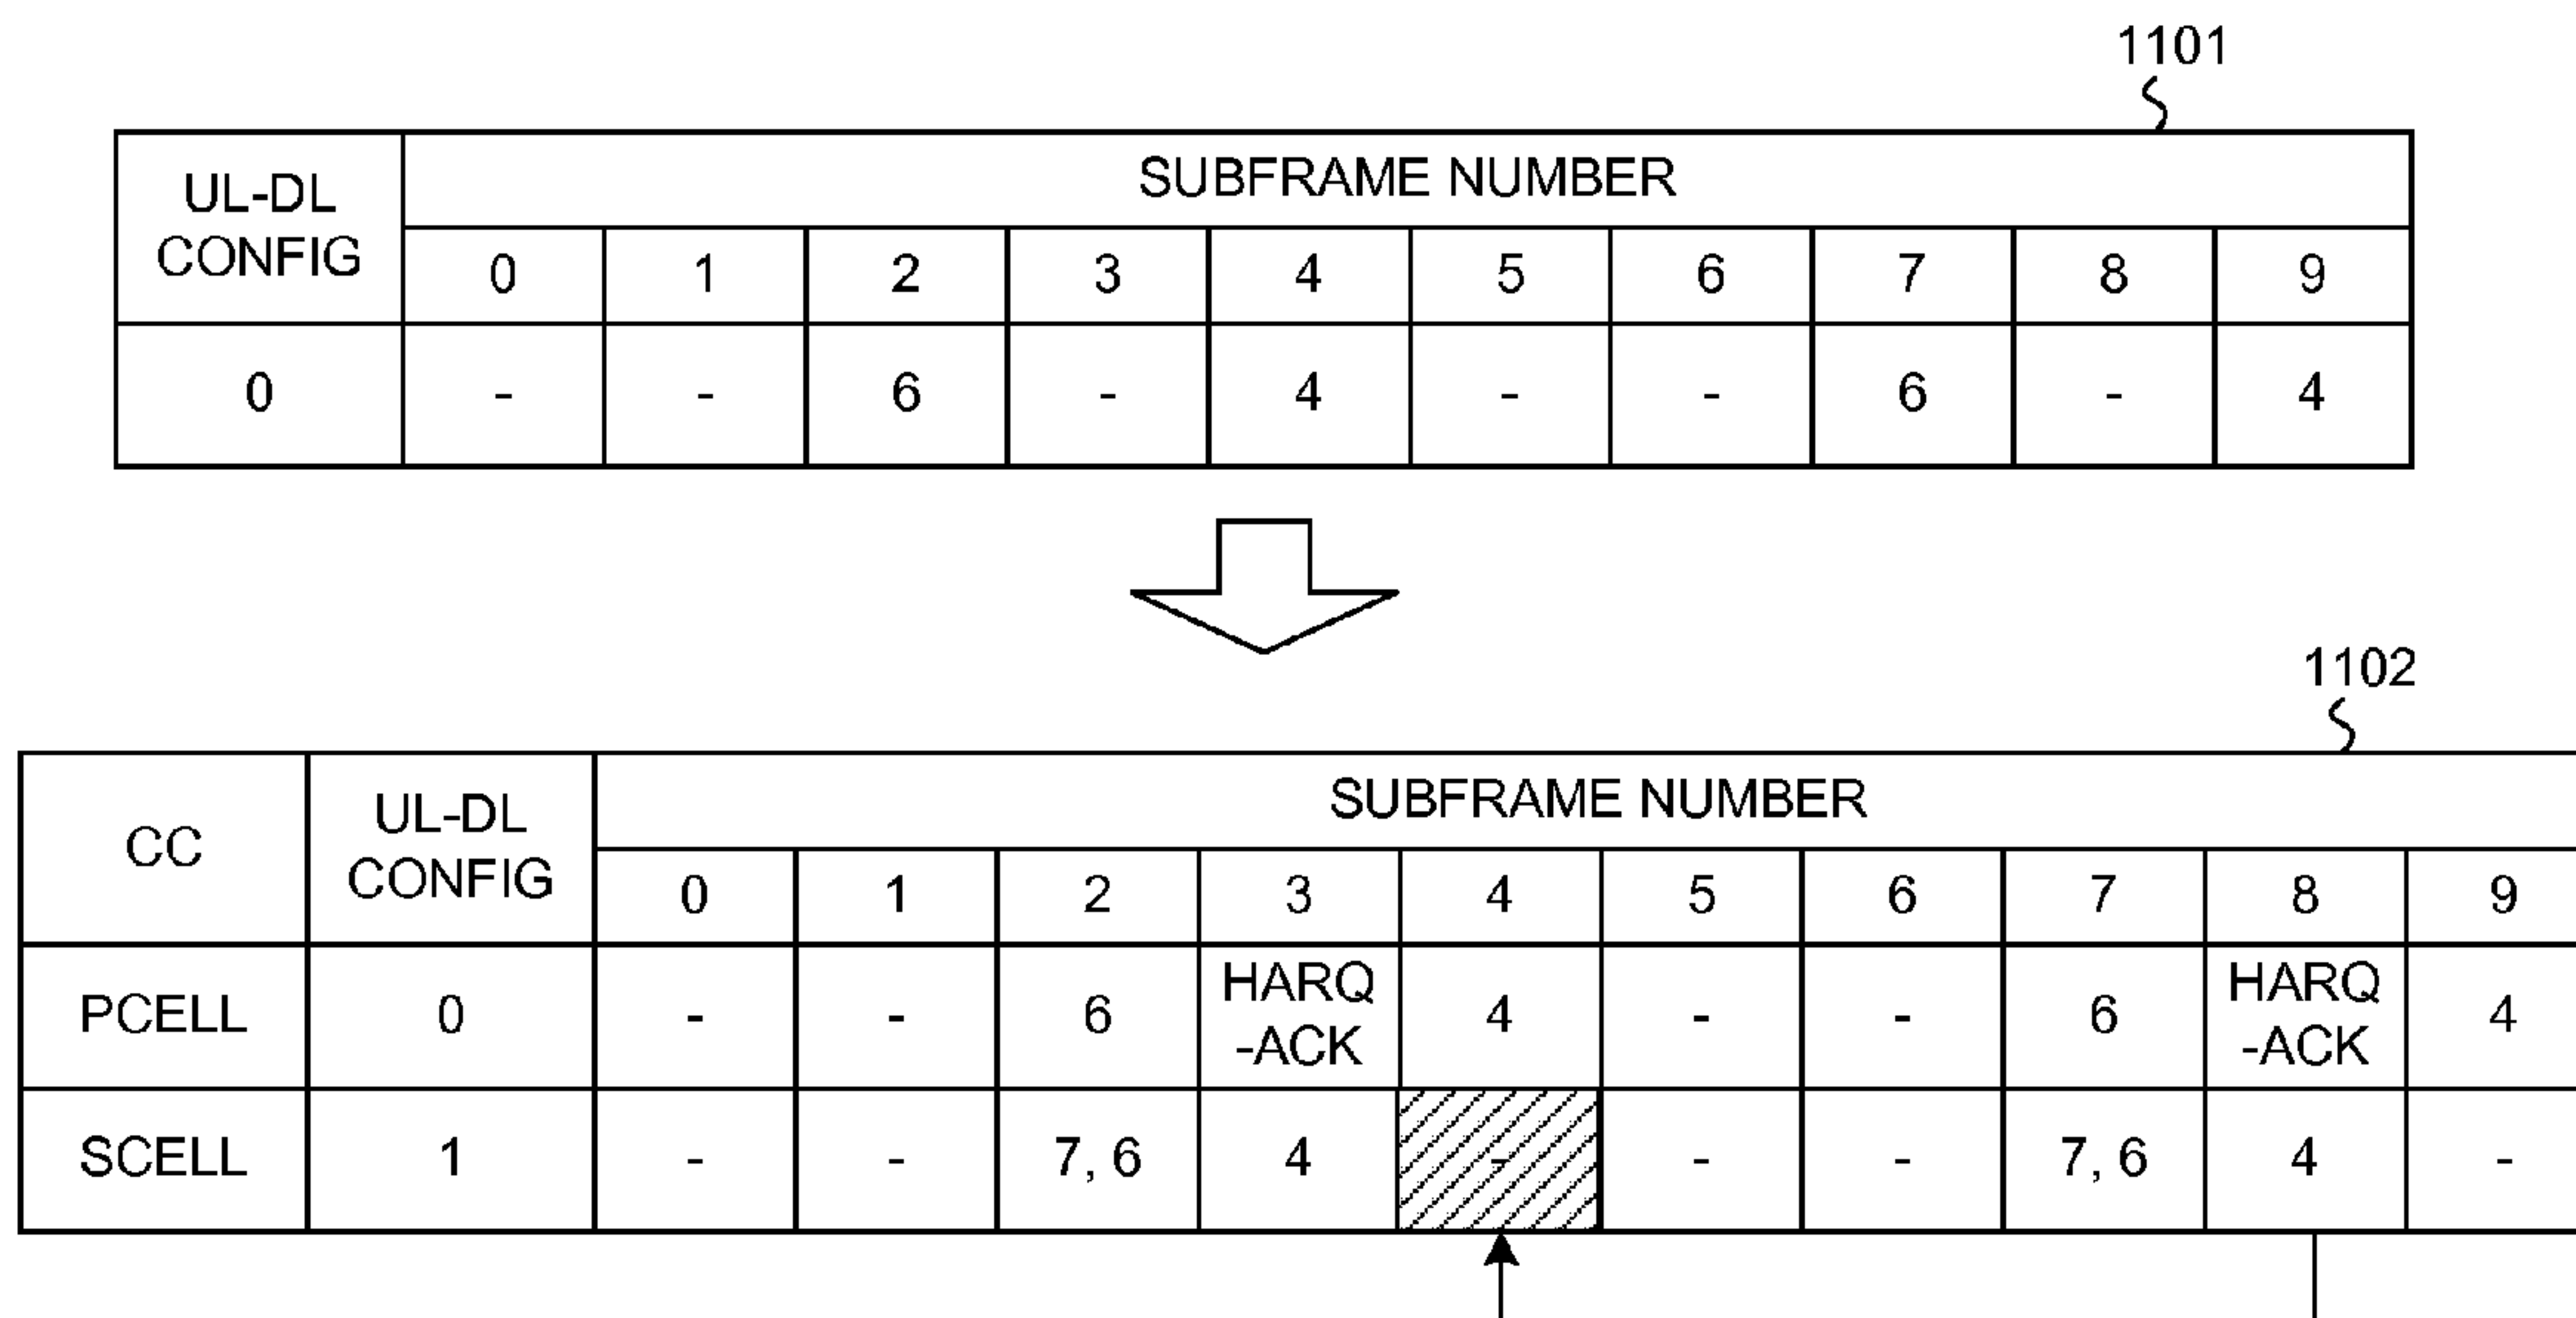 1101
UL-DL CONFIG SUBFRAME NUMBER
0 1 2 3 4 5 6 7 8 9
0 - - 6 - 4 - - 6 - 4
1102
CC UL-DL CONFIG SUBFRAME NUMBER
0 1 2 3 4 5 6 7 8 9
PCELL 0 - - 6 HARQ-ACK 4 - - 6 HARQ-ACK 4
SCELL 1 - - 7, 6 4 - - - 7, 6 4 -